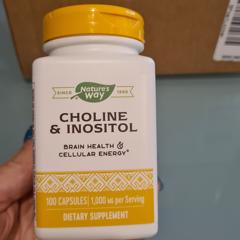 SINCE Nature's Way 1969
CHOLINE
& INOSITOL
BRAIN HEALTH &
CELLULAR ENERGY*
100 CAPSULES | 1,000 MG per Serving
DIETARY SUPPLEMENT